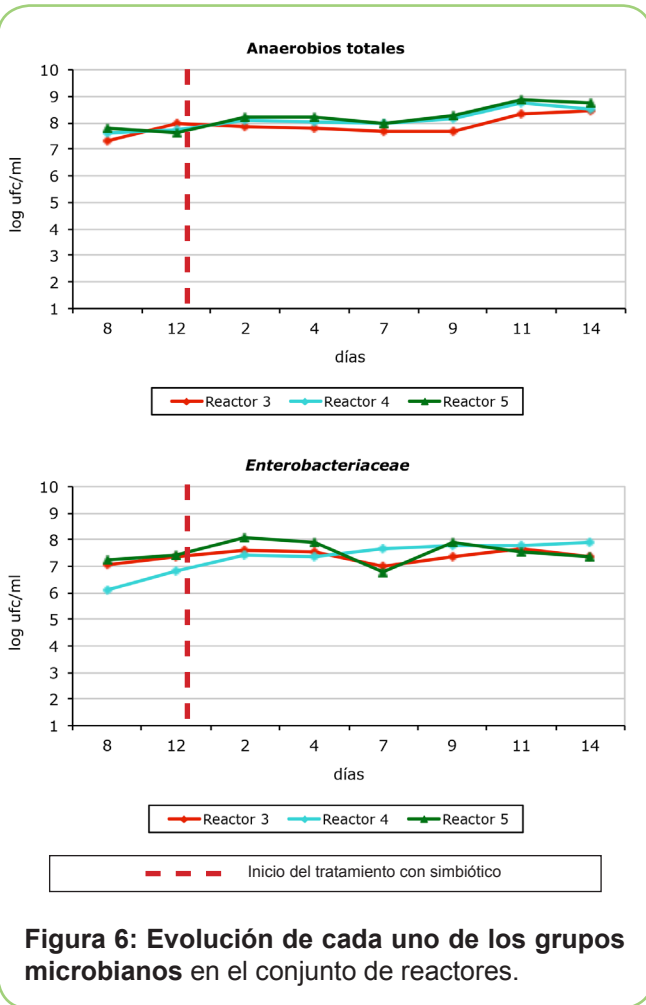 Anaerobios totales
10
9
8
7
6
5
4
3
2
1
log ufc/ml
8 12 2 4 7 9 11 14
días
Reactor 3 Reactor 4 Reactor 5
Enterobacteriaceae
10
9
8
7
6
5
4
3
2
1
log ufc/ml
8 12 2 4 7 9 11 14
días
Reactor 3 Reactor 4 Reactor 5
Inicio del tratamiento con simbiótico
Figura 6: Evolución de cada uno de los grupos
microbianos en el conjunto de reactores.